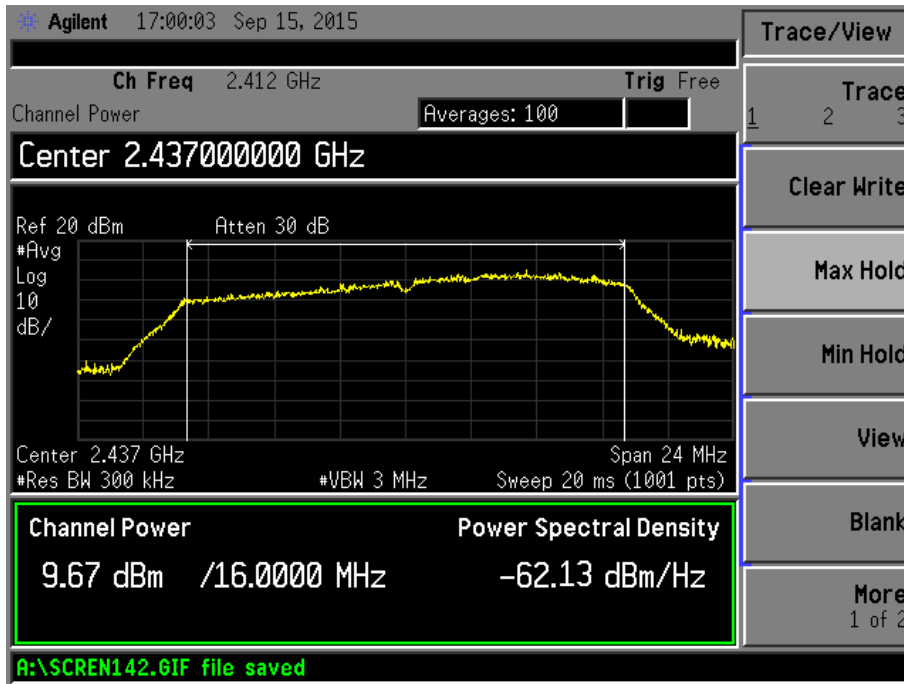 Agilent 17:00:03 Sep 15, 2015
Trace/View
Ch Freq 2.412 GHz Trig Free
Channel Power
Averages: 100
Trace
1 2 3
Center 2.437000000 GHz
Clear Write
Ref 20 dBm Atten 30 dB
#Avg
Log
10
dB/
Max Hold
Min Hold
View
Center 2.437 GHz Span 24 MHz
#Res BW 300 kHz #VBW 3 MHz Sweep 20 ms (1001 pts)
Channel Power Power Spectral Density
9.67 dBm /16.0000 MHz -62.13 dBm/Hz
Blank
More
1 of 2
A:\SCREN142.GIF file saved